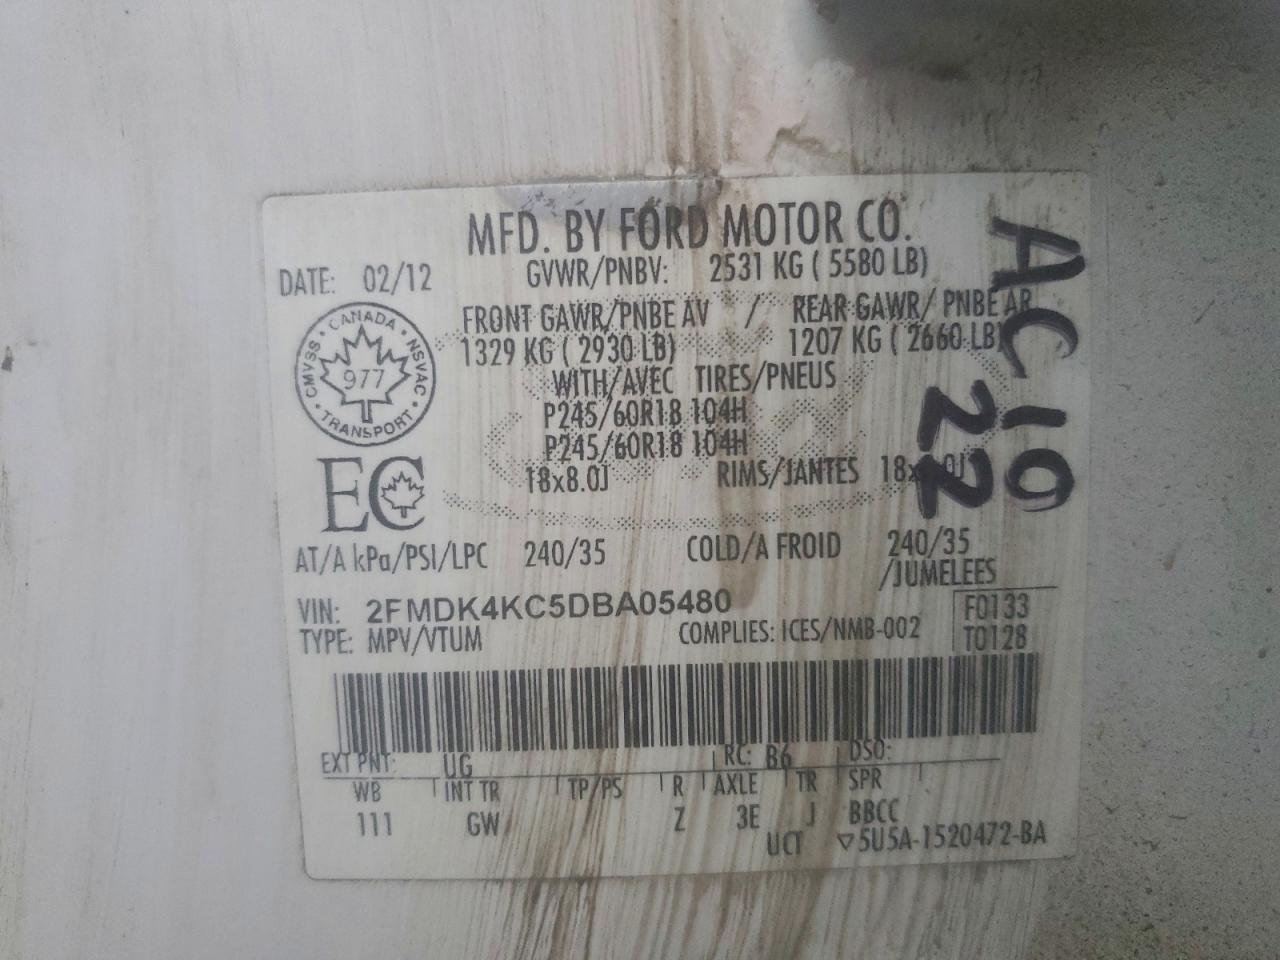 MFD. BY FORD MOTOR CO.
DATE: 02/12
GVWR/PNBV: 2531 KG ( 5580 LB)
FRONT GAWR/PNBE AV / REAR GAWR/ PNBE AR
1329 KG ( 2930 LB) 1207 KG ( 2660 LB)
WITH/AVEC TIRES/PNEUS
P245/60R18 104H
P245/60R18 104H
18x8.0J RIMS/JANTES
CANADA
CMVSS NSVAC
977
TRANSPORT
EC
AC 10
22
AT/A kPa/PSI/LPC 240/35 COLD/A FROID 240/35
/JUMELEES
VIN: 2FMDK4KC5DBA05480
F0133
TYPE: MPV/VTUM COMPLIES: ICES/NMB-002
T0128
EXT PNT: UG RC: B6 DSO:
WB INT TR TP/PS R AXLE TR SPR
111 GW Z 3E J BBCC
UCT ▽5U5A-1520472-BA